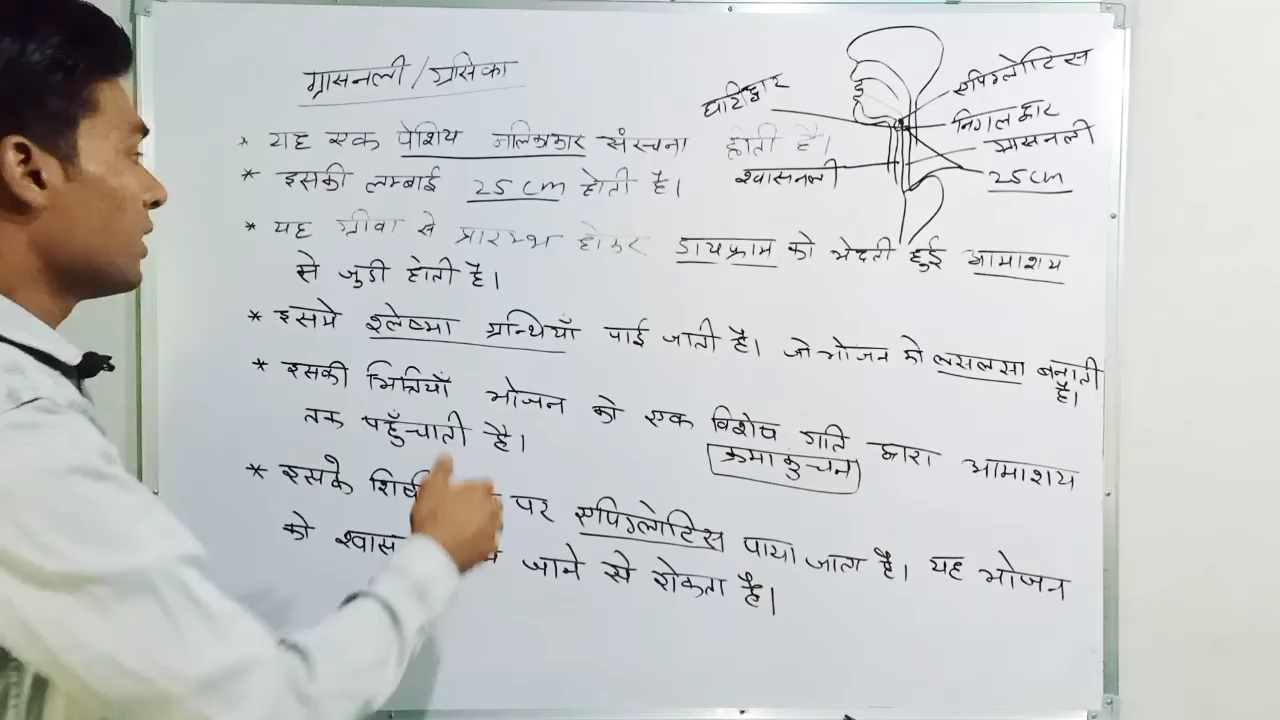 ग्रासनली / ग्रसिका
* यह एक पेशिय नलिकाकार संरचना होती है।
* इसकी लम्बाई 25 cm होती है।
* यह ग्रीवा से प्रारम्भ होकर डायफ्राम को भेदती हुई आमाशय
से जुडी होती है।
* इसमे श्लेष्मा ग्रन्थियाँ पाई जाती है। जो भोजन को लसलसा बनाती
है।
* इसकी भित्तियाँ भोजन को एक विशेष गति द्वारा आमाशय
क्रमाकुचन
तक पहुँचाती है।
* इसके पर एपिग्लोटिस पाया जाता है। यह भोजन
को जाने से रोकता है।
घाटीद्वार
श्वासनली
एपिग्लोटिस
निगलद्वार
ग्रासनली
25cm